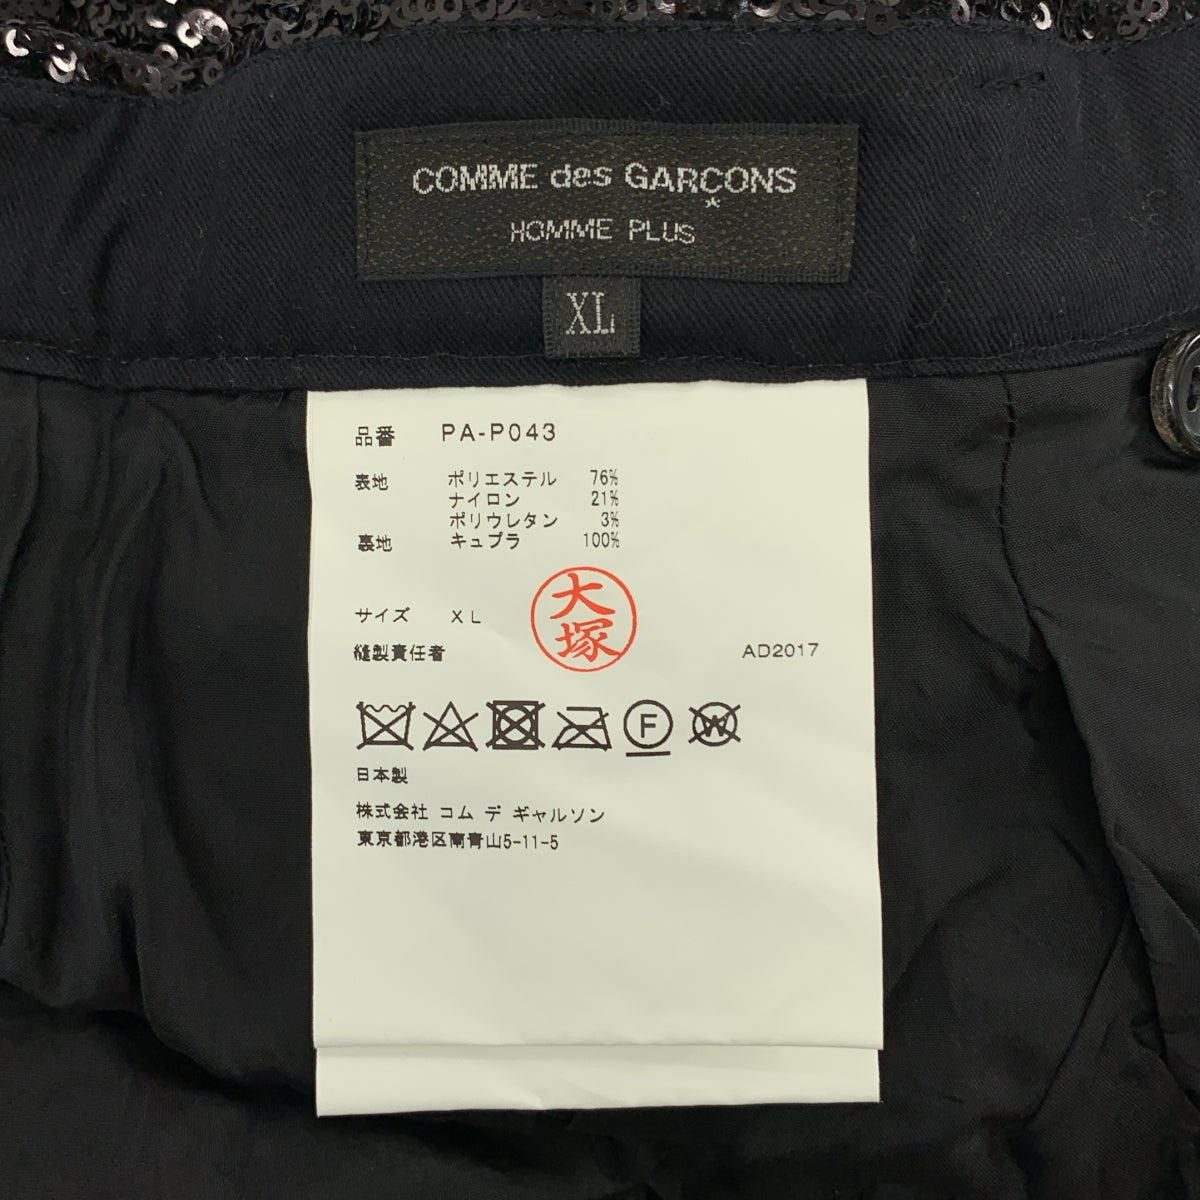 COMME des GARÇONS
HOMME PLUS
XL
品番 PA-P043
表地 ポリエステル 76%
ナイロン 21%
ポリウレタン 3%
裏地 キュプラ 100%
サイズ XL
大塚
縫製責任者 AD2017
F W
日本製
株式会社 コム デ ギャルソン
東京都港区南青山5-11-5